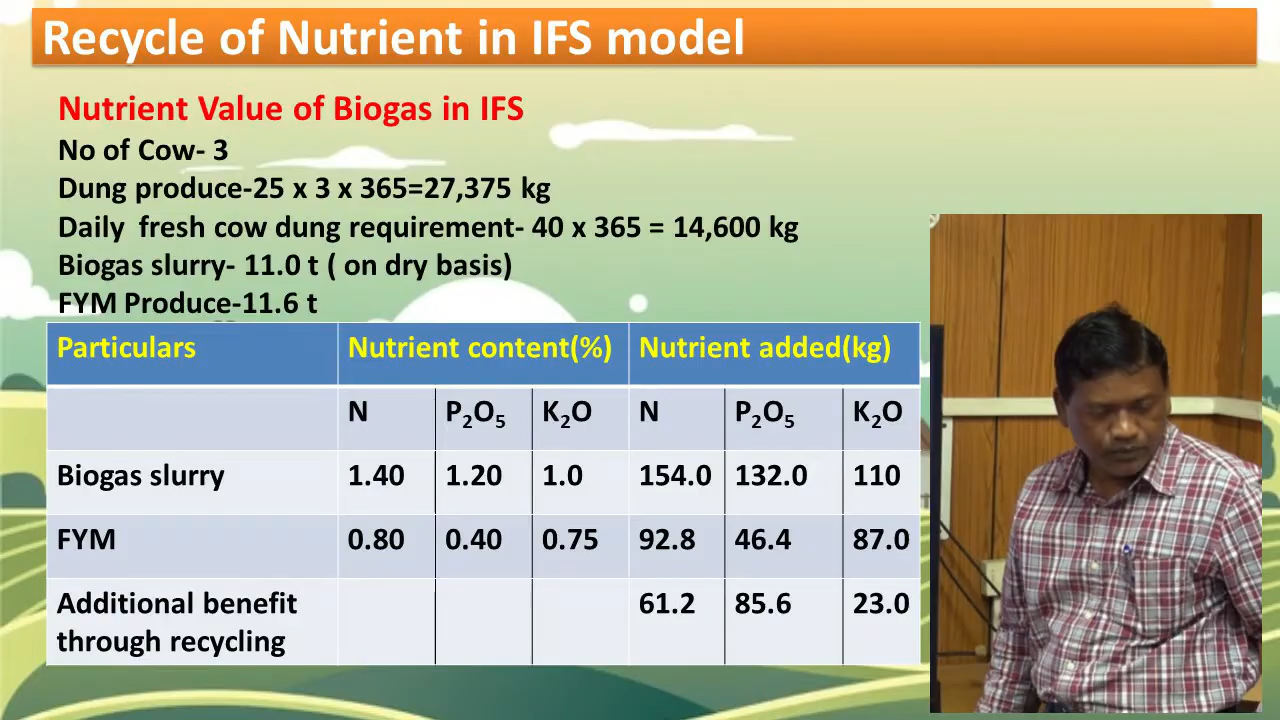 Recycle of Nutrient in IFS model
Nutrient Value of Biogas in IFS
No of Cow- 3
Dung produce-25 x 3 x 365=27,375 kg
Daily fresh cow dung requirement- 40 x 365 = 14,600 kg
Biogas slurry- 11.0 t ( on dry basis)
FYM Produce-11.6 t
Particulars Nutrient content(%) Nutrient added(kg)
N P₂O₅ K₂O N P₂O₅ K₂O
Biogas slurry 1.40 1.20 1.0 154.0 132.0 110
FYM 0.80 0.40 0.75 92.8 46.4 87.0
Additional benefit 61.2 85.6 23.0
through recycling